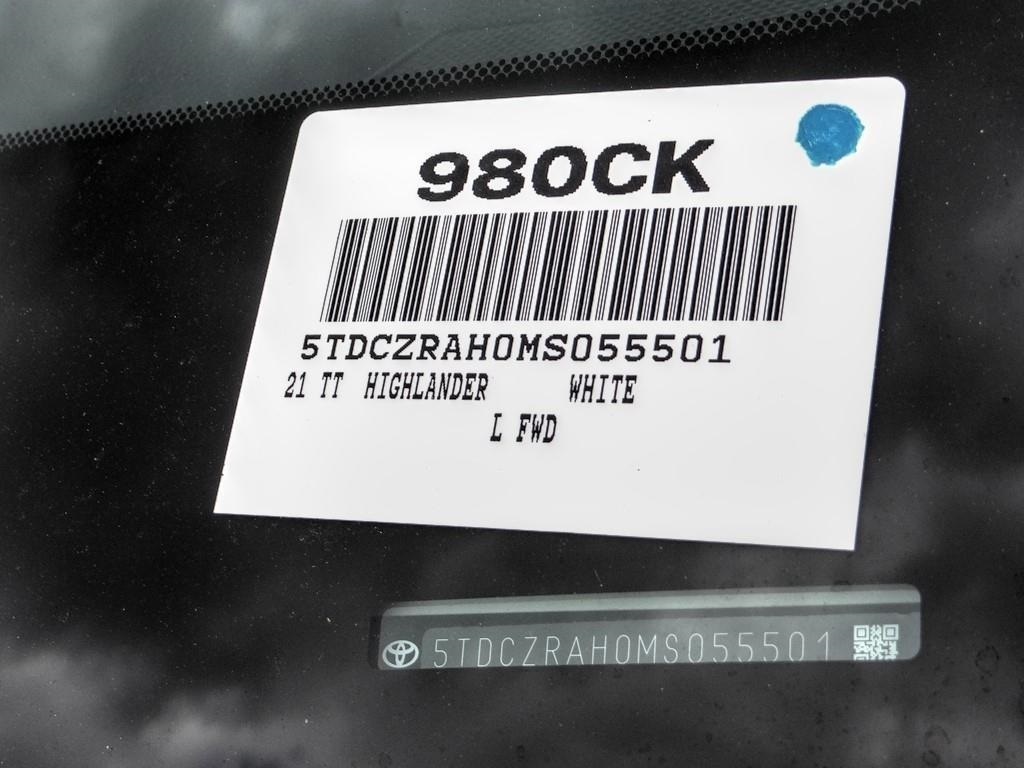 980CK
5TDCZRAH0MS055501
21 TT HIGHLANDER WHITE
L FWD
5TDCZRAH0MS055501